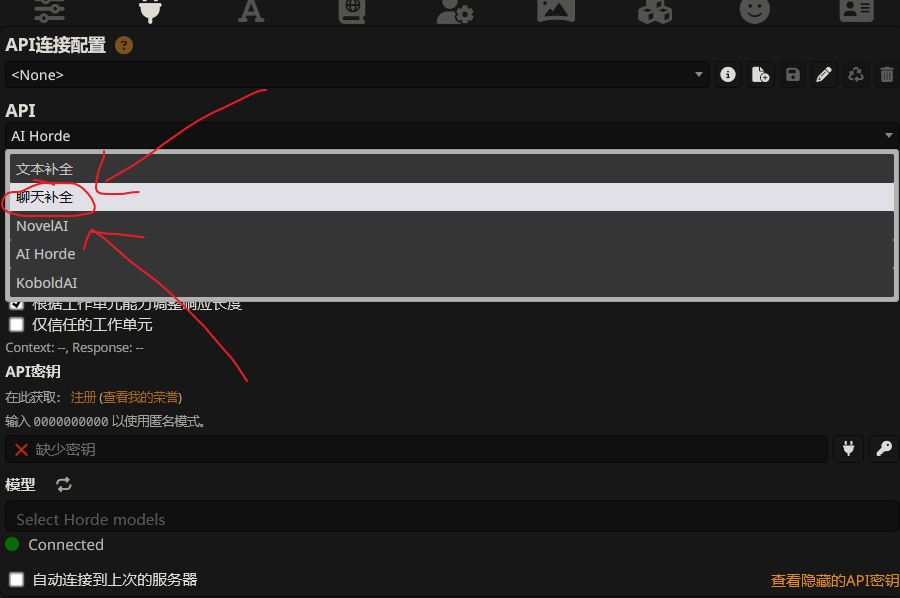 API连接配置
<None>
API
AI Horde
文本补全
聊天补全
NovelAI
AI Horde
KoboldAI
根据工作单元能力调整响应长度
仅信任的工作单元
Context: --, Response: --
API密钥
在此获取： 注册 (查看我的荣誉)
输入 0000000000 以使用匿名模式。
缺少密钥
模型
Select Horde models
Connected
自动连接到上次的服务器
查看隐藏的API密钥